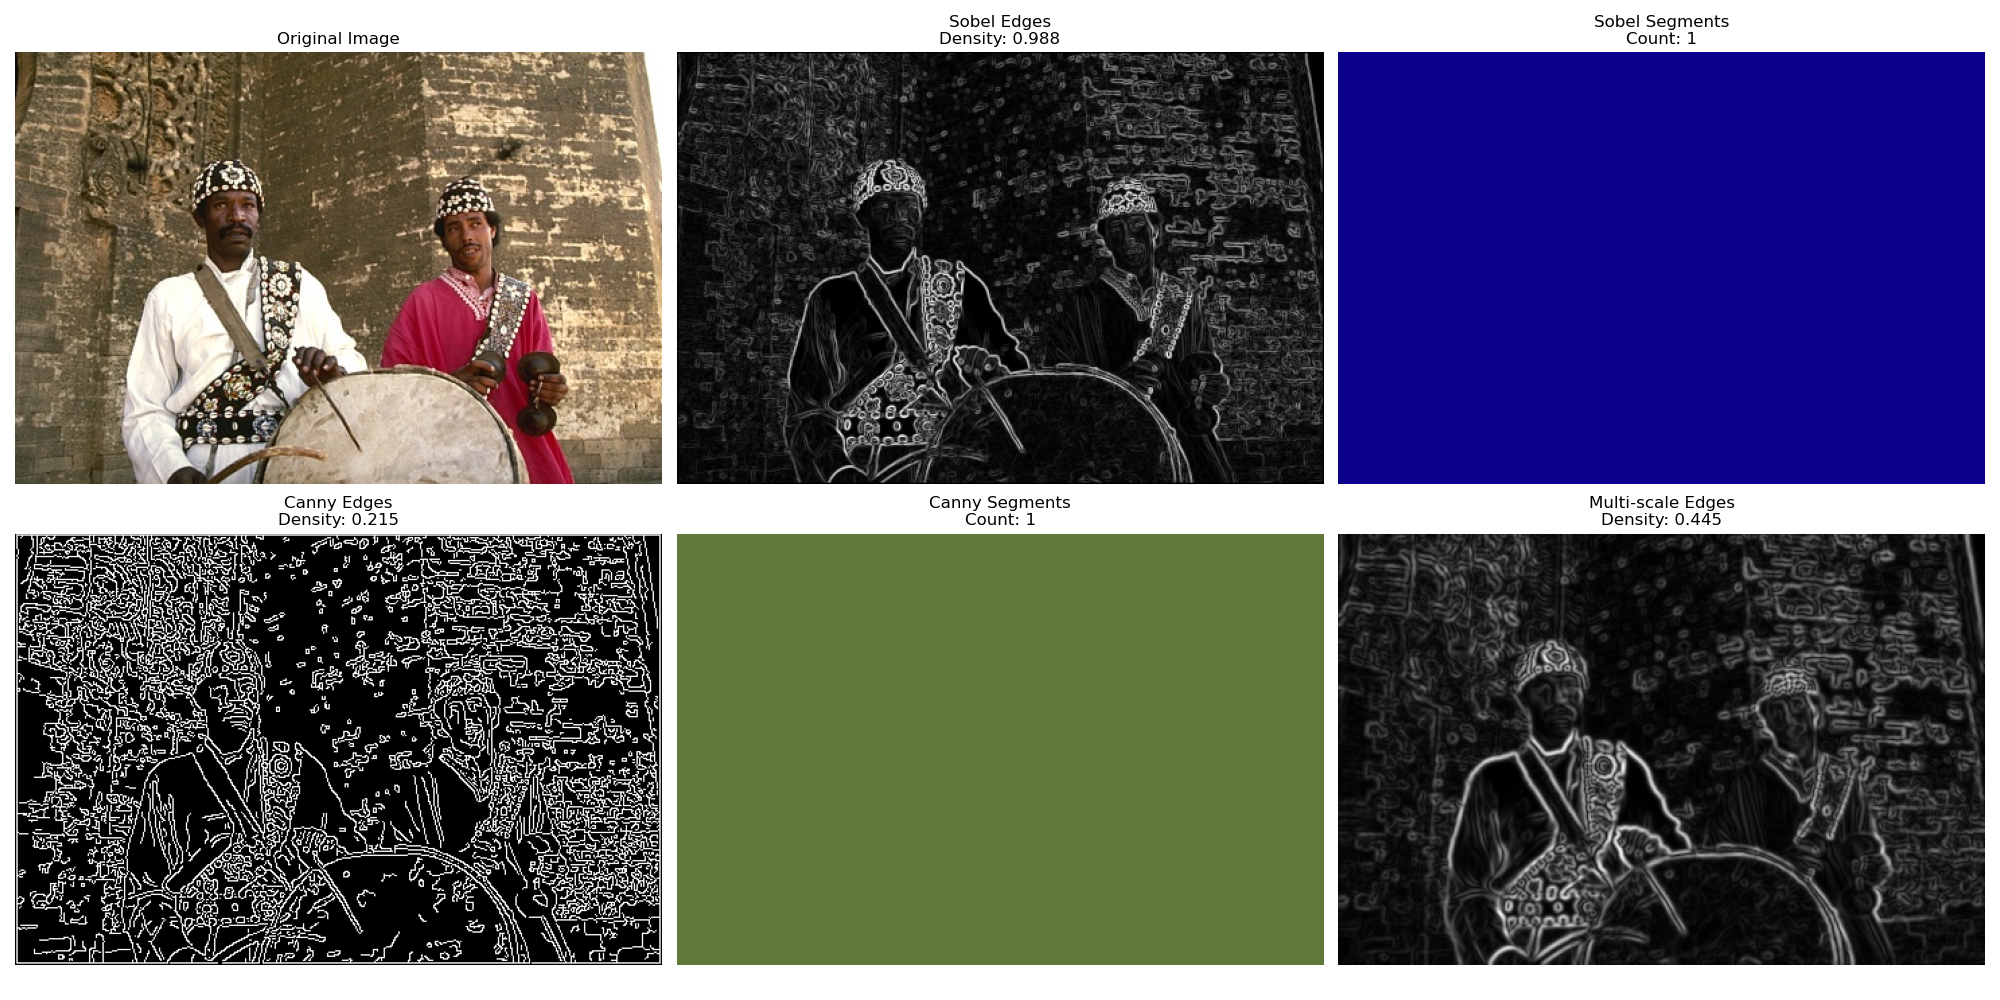 Original Image
Sobel Edges
Density: 0.988
Sobel Segments
Count: 1
Canny Edges
Density: 0.215
Canny Segments
Count: 1
Multi-scale Edges
Density: 0.445